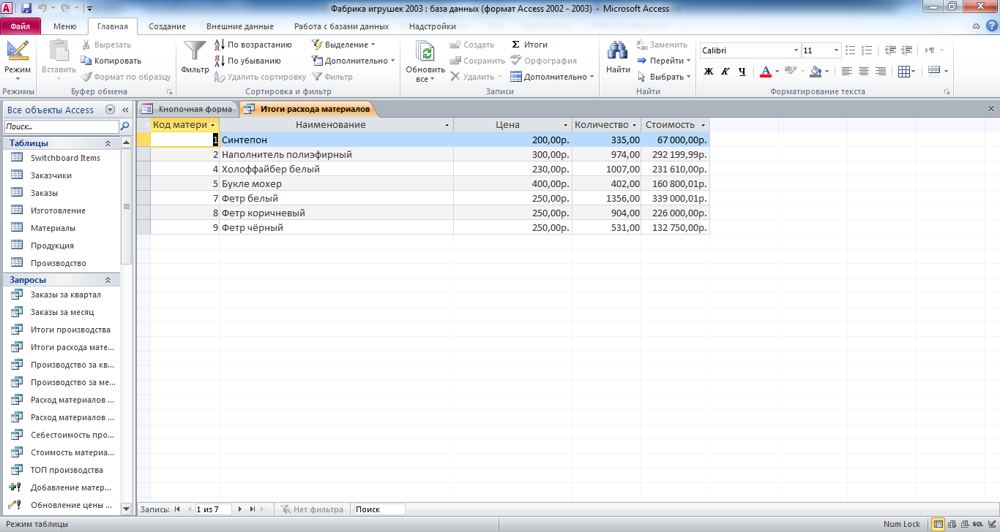 Фабрика игрушек 2003 : база данных (формат Access 2002 - 2003) - Microsoft Access
Файл Меню Главная Создание Внешние данные Работа с базами данных Надстройки
Режим
Режимы
Вставить
Вырезать
Копировать
Формат по образцу
Буфер обмена
Фильтр
По возрастанию
По убыванию
Удалить сортировку
Выделение
Дополнительно
Фильтр
Сортировка и фильтр
Обновить все
Создать
Сохранить
Удалить
Итоги
Орфография
Дополнительно
Записи
Найти
Заменить
Перейти
Выбрать
Найти
Calibri 11
Ж К Ч
Форматирование текста
Все объекты Access
Поиск...
Таблицы
Switchboard Items
Заказчики
Заказы
Изготовление
Материалы
Продукция
Производство
Запросы
Заказы за квартал
Заказы за месяц
Итоги производства
Итоги расхода мате...
Производство за кв...
Производство за ме...
Расход материалов ...
Расход материалов ...
Себестоимость про...
Стоимость материа...
ТОП производства
Добавление матер...
Обновление цены ...
Кнопочная форма Итоги расхода материалов
Код матери Наименование Цена Количество Стоимость
1 Синтепон 200,00р. 335,00 67 000,00р.
2 Наполнитель полиэфирный 300,00р. 974,00 292 199,99р.
4 Холоффайбер белый 230,00р. 1007,00 231 610,00р.
5 Букле мохер 400,00р. 402,00 160 800,01р.
7 Фетр белый 250,00р. 1356,00 339 000,01р.
8 Фетр коричневый 250,00р. 904,00 226 000,00р.
9 Фетр чёрный 250,00р. 531,00 132 750,00р.
Запись: 1 из 7 Нет фильтра Поиск
Режим таблицы Num Lock SQL